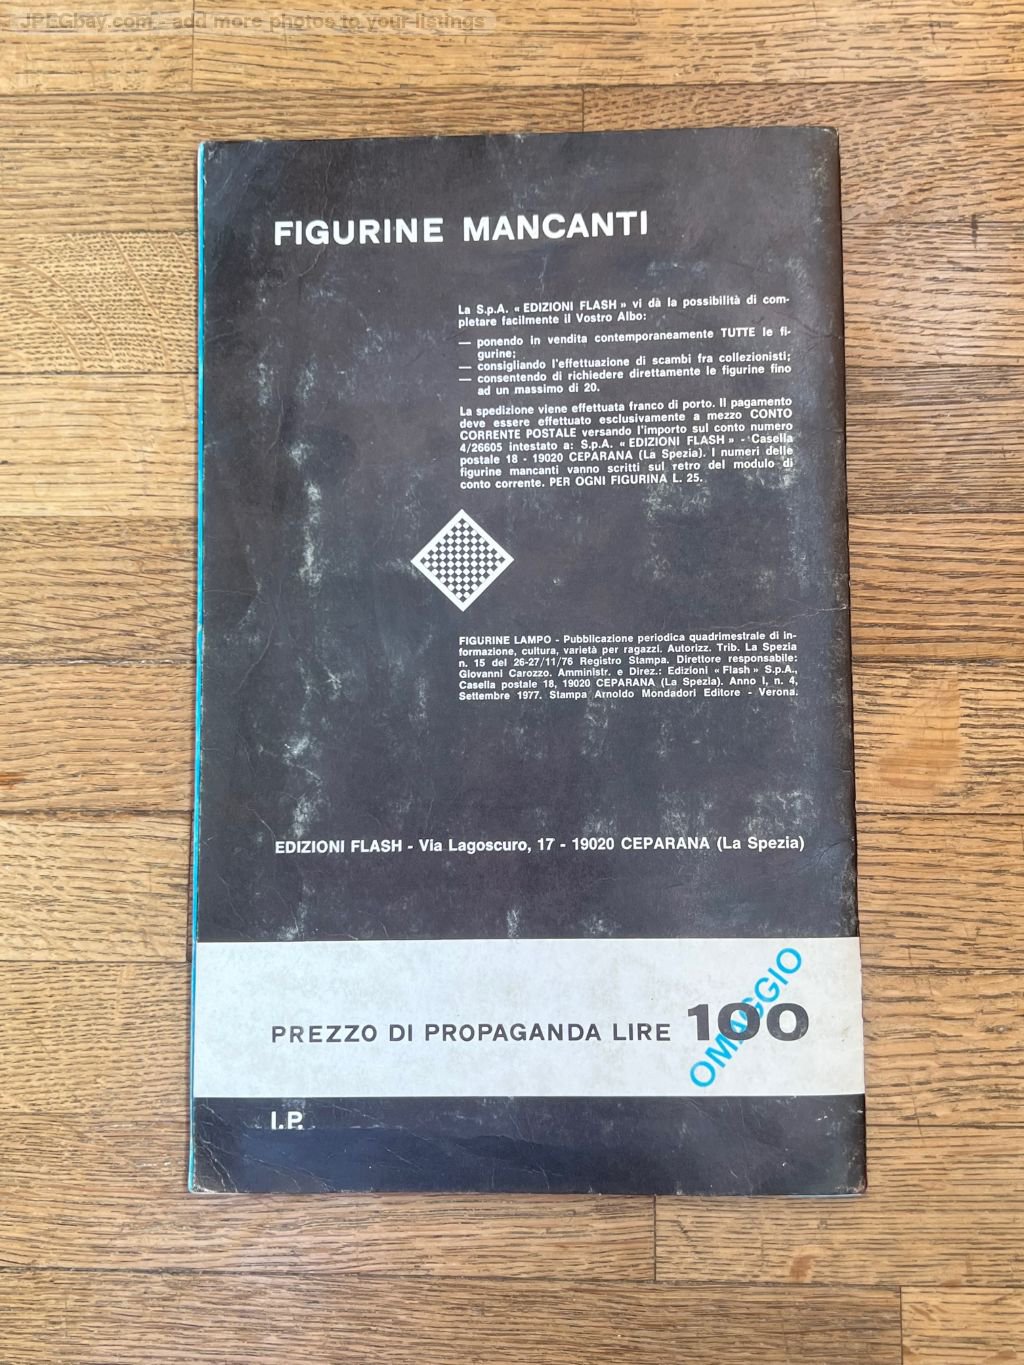 JPEGbay.com - add more photos to your listings
FIGURINE MANCANTI
La S.p.A. « EDIZIONI FLASH » vi dà la possibilità di com-
pletare facilmente il Vostro Albo:
— ponendo in vendita contemporaneamente TUTTE le fi-
gurine;
— consigliando l'effettuazione di scambi fra collezionisti;
— consentendo di richiedere direttamente le figurine fino
ad un massimo di 20.
La spedizione viene effettuata franco di porto. Il pagamento
deve essere effettuato esclusivamente a mezzo CONTO
CORRENTE POSTALE versando l'importo sul conto numero
4/26605 intestato a: S.p.A. « EDIZIONI FLASH » - Casella
postale 18 - 19020 CEPARANA (La Spezia). I numeri delle
figurine mancanti vanno scritti sul retro del modulo di
conto corrente. PER OGNI FIGURINA L. 25.
FIGURINE LAMPO - Pubblicazione periodica quadrimestrale di in-
formazione, cultura, varietà per ragazzi. Autorizz. Trib. La Spezia
n. 15 del 26-27/11/76 Registro Stampa. Direttore responsabile:
Giovanni Carozzo. Amministr. e Direz.: Edizioni « Flash » S.p.A.,
Casella postale 18, 19020 CEPARANA (La Spezia). Anno I, n. 4,
Settembre 1977. Stampa Arnoldo Mondadori Editore - Verona.
EDIZIONI FLASH - Via Lagoscuro, 17 - 19020 CEPARANA (La Spezia)
PREZZO DI PROPAGANDA LIRE 100
OMAGGIO
I.P.